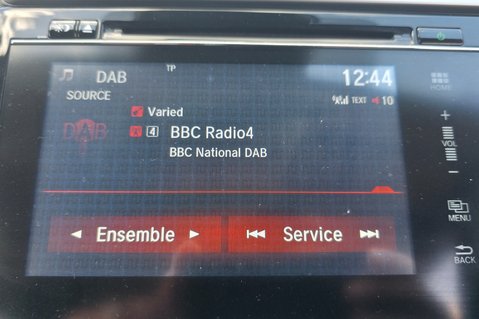 TP
DAB 12:44
SOURCE TEXT 10
HOME
Varied
DAB
4 BBC Radio4
BBC National DAB
+
VOL
-
Ensemble Service
MENU
BACK